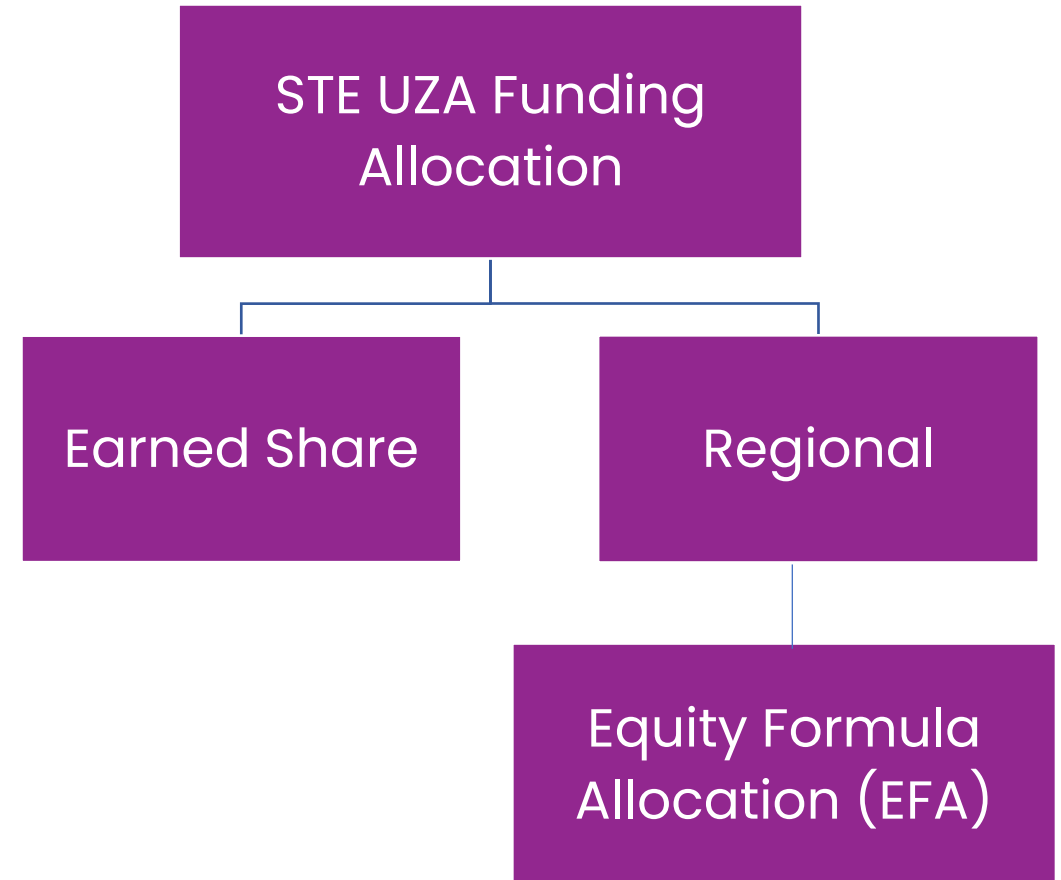 STE UZA Funding
Allocation
Earned Share
Regional
Equity Formula
Allocation (EFA)